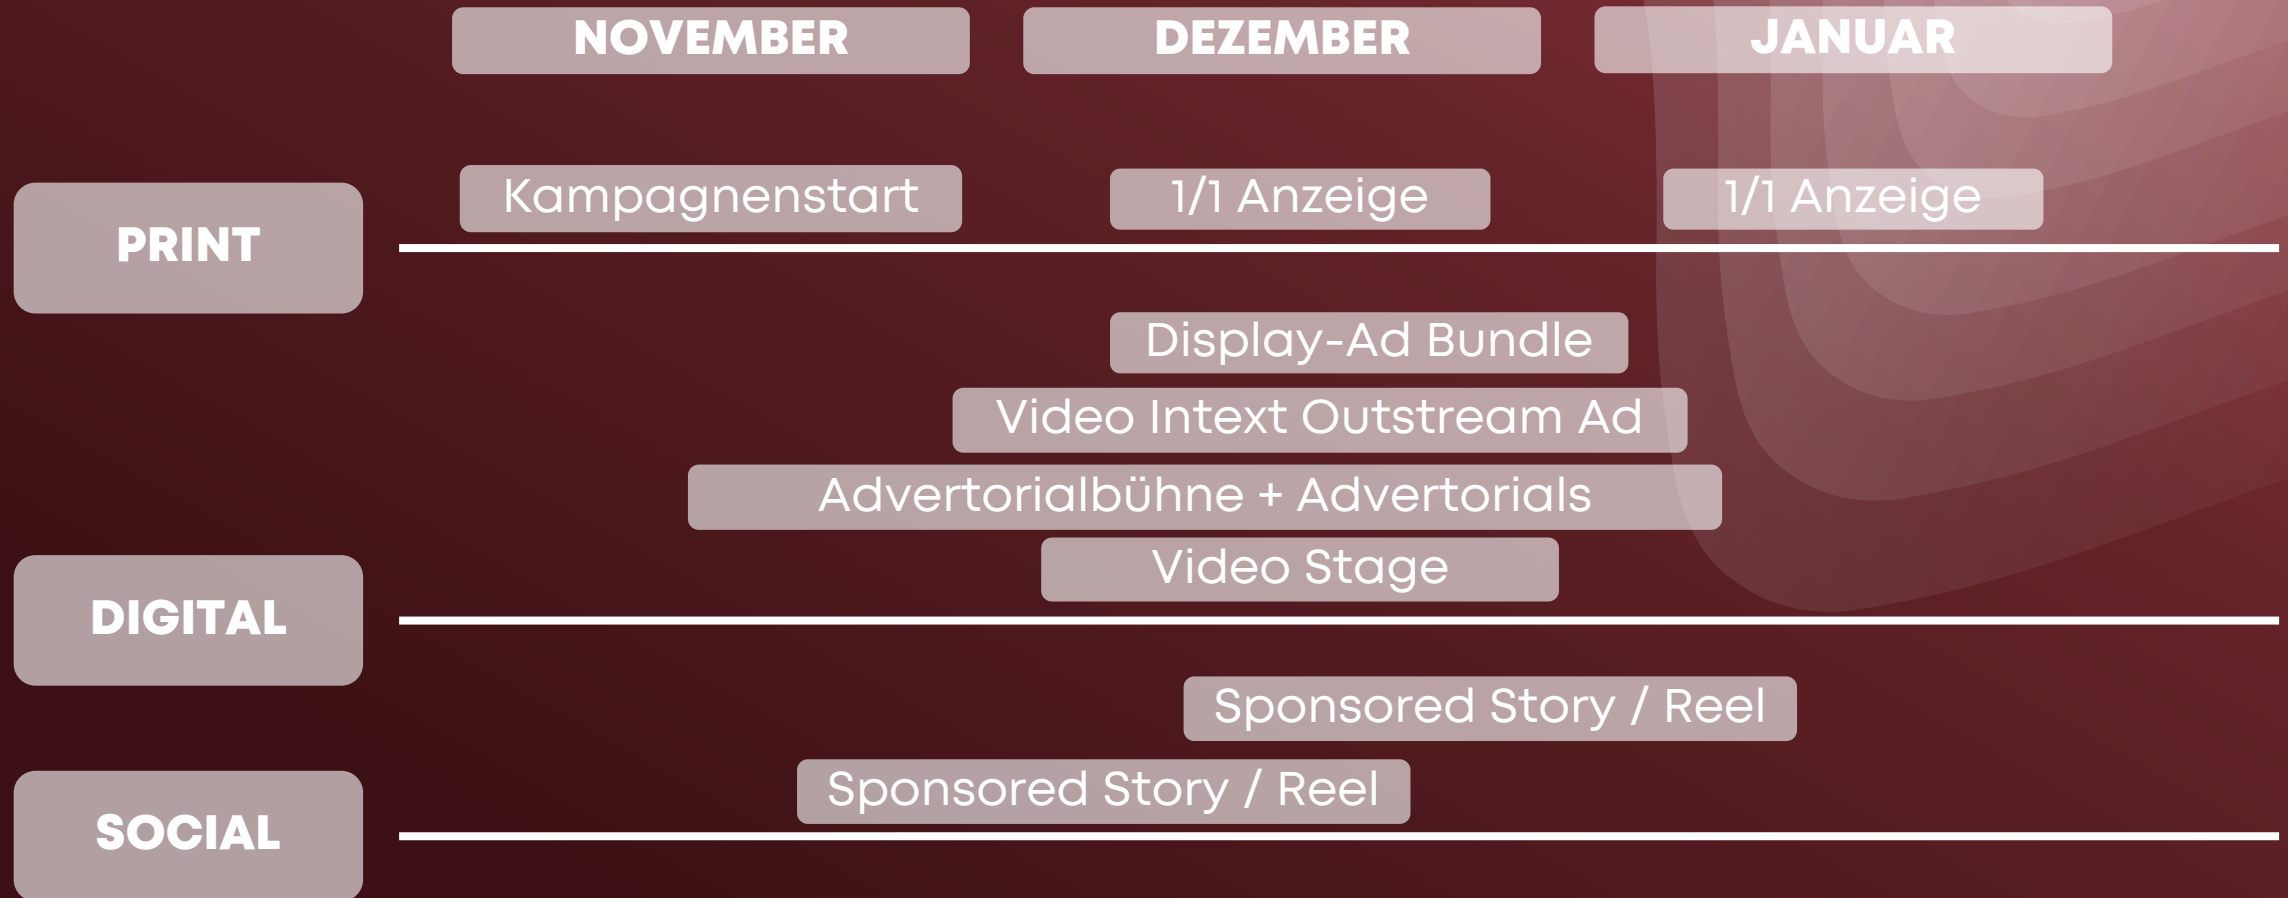 NOVEMBER
DEZEMBER
JANUAR
PRINT
Kampagnenstart
1/1 Anzeige
1/1 Anzeige
DIGITAL
Display-Ad Bundle
Video Intext Outstream Ad
Advertorialbühne + Advertorials
Video Stage
SOCIAL
Sponsored Story / Reel
Sponsored Story / Reel